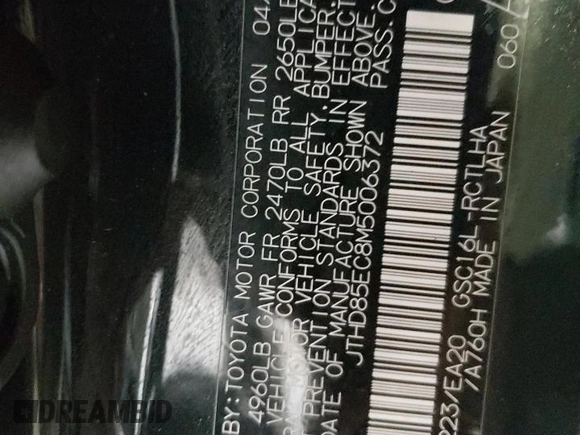 BY: TOYOTA MOTOR CORPORATION 04
4960LB GAWR FR 2470LB RR 2650LB
VEHICLE CONFORMS TO ALL APPLICA
MOTOR VEHICLE SAFETY, BUMPER,
PREVENTION STANDARDS IN EFFECT
DATE OF MANUFACTURE SHOWN ABOVE.
JTHD85EC8M5006372 PASS.C
223/EA20 GSC16L-RCTLHA
/A760H MADE IN JAPAN 060
DREAMBID